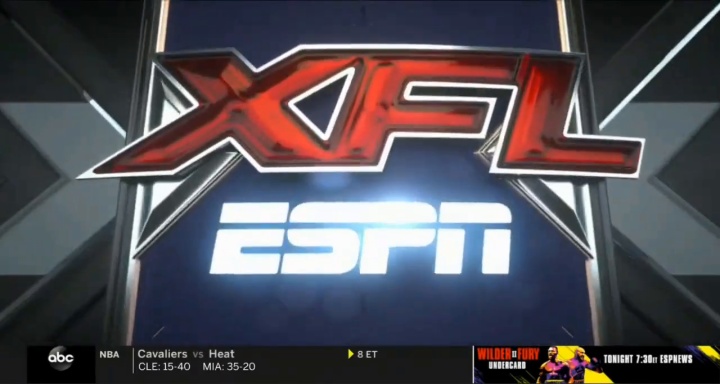 XFL
ESPN
abc
NBA
Cavaliers vs Heat
CLE: 15-40 MIA: 35-20
8 ET
WILDER II FURY
UNDERCARD
TONIGHT 7:30ET ESPNEWS